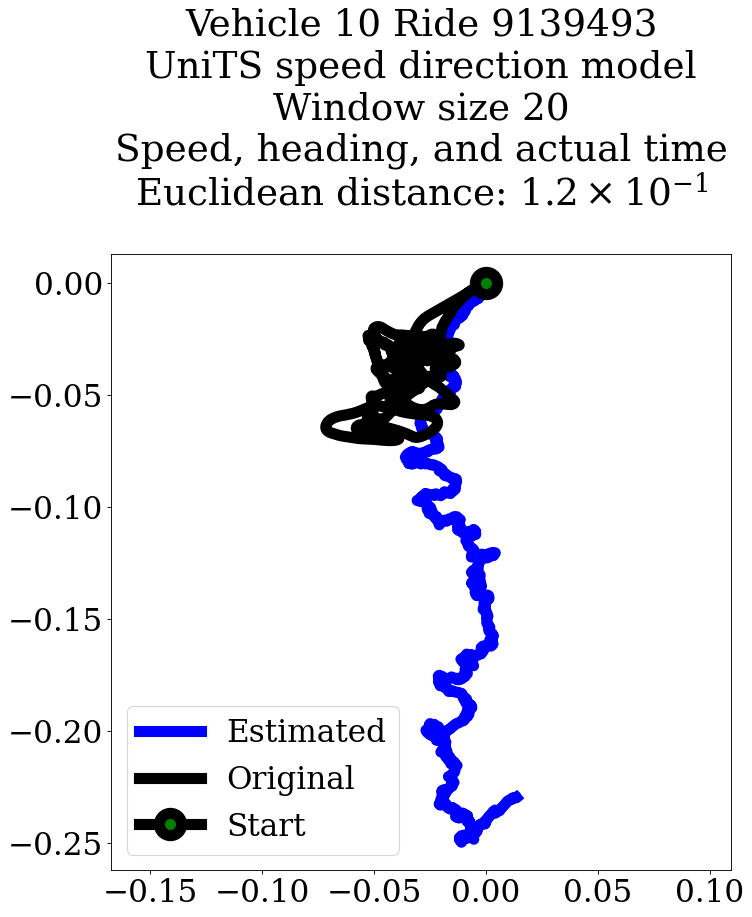 Vehicle 10 Ride 9139493
UniTS speed direction model
Window size 20
Speed, heading, and actual time
Euclidean distance: 1.2 × 10⁻¹
0.00
−0.05
−0.10
−0.15
−0.20
−0.25
Estimated
Original
Start
−0.15 −0.10 −0.05 0.00 0.05 0.10